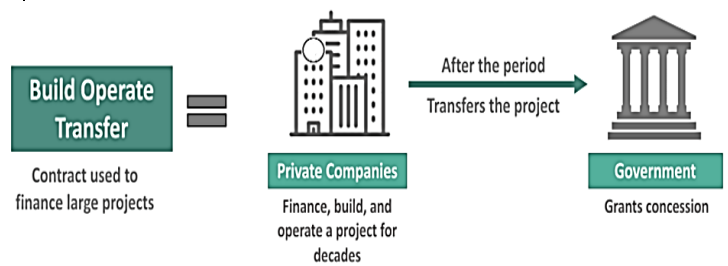 Build Operate
Transfer
Contract used to
finance large projects
Private Companies
Finance, build, and
operate a project for
decades
After the period
Transfers the project
Government
Grants concession